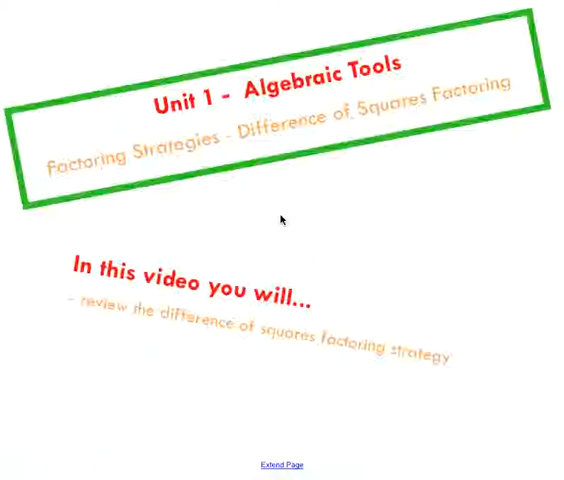 Unit 1 - Algebraic Tools
Factoring Strategies - Difference of Squares Factoring
In this video you will...
- review the difference of squares factoring strategy
Extend Page